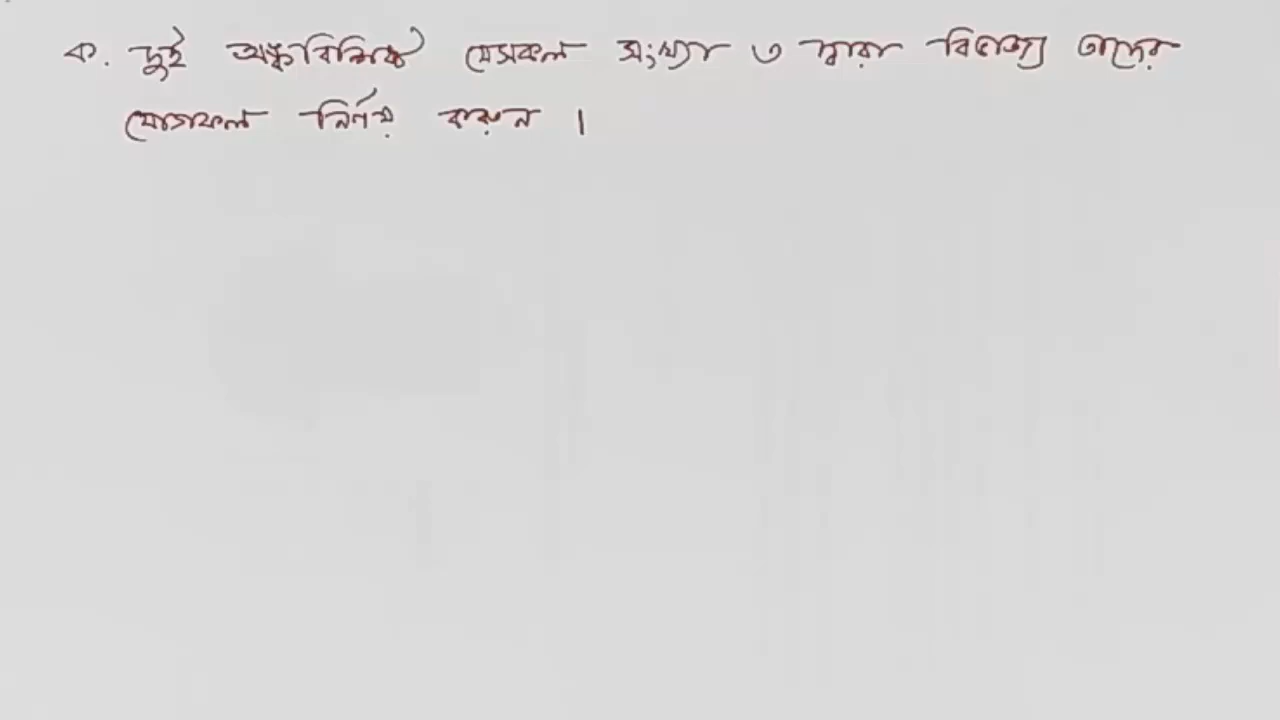 ক. দুই অঙ্কবিশিষ্ট যেসকল সংখ্যা ৩ দ্বারা বিভাজ্য তাদের
যোগফল নির্ণয় করুন ।